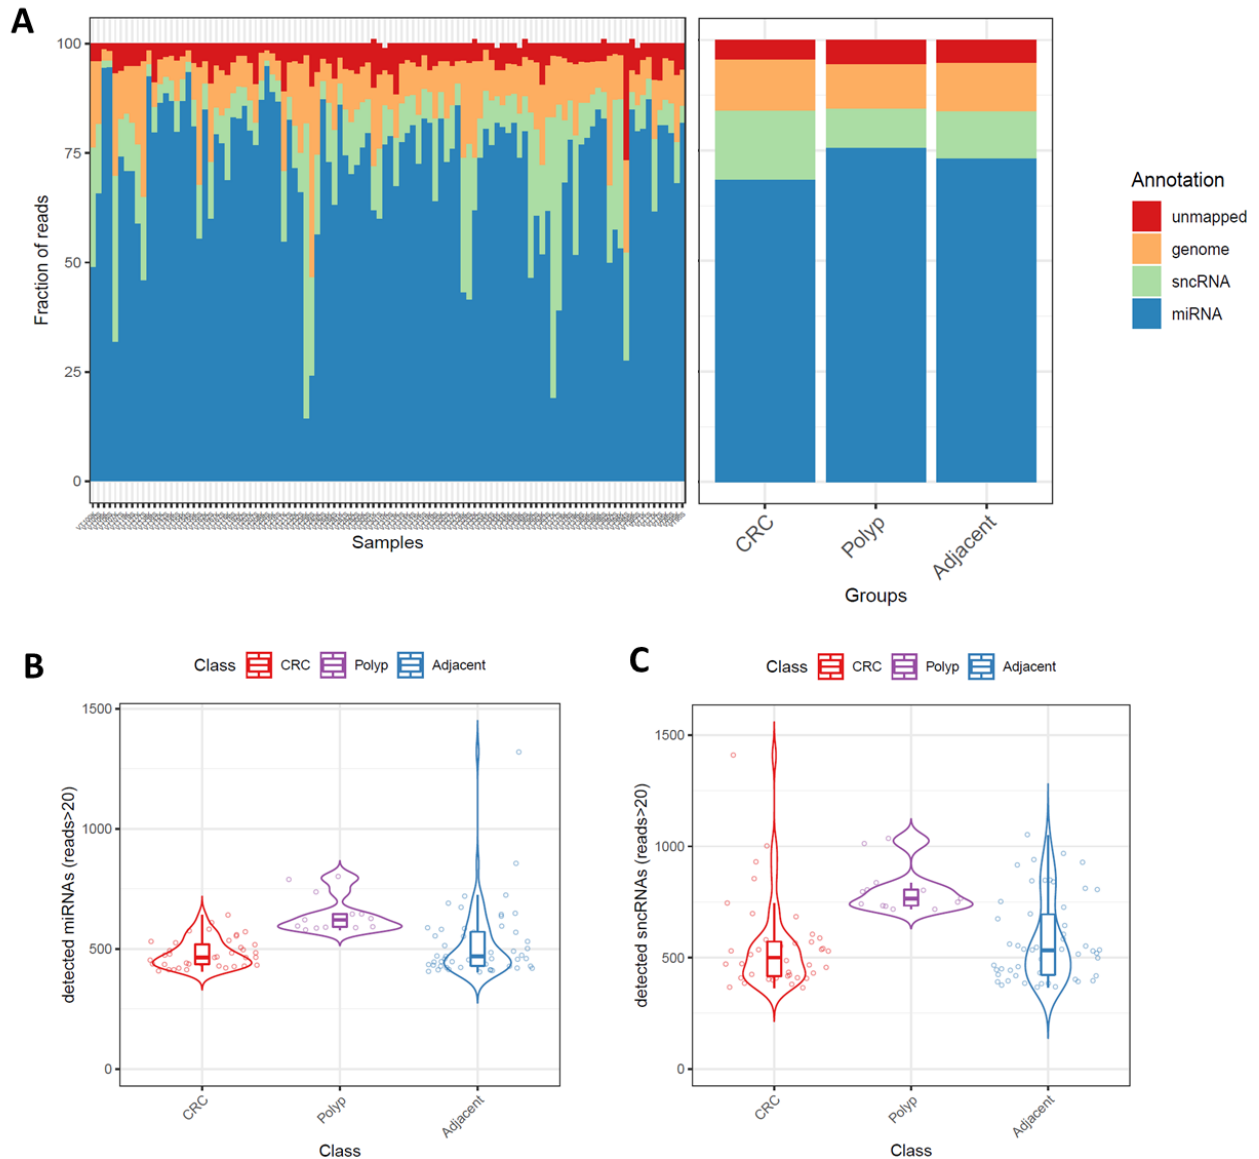 A
100
75
50
25
0
Fraction of reads
Samples
CRC
Polyp
Adjacent
Groups
Annotation
unmapped
genome
sncRNA
miRNA
B
Class
CRC
Polyp
Adjacent
1500
1000
500
0
detected miRNAs (reads>20)
CRC
Polyp
Adjacent
Class
C
Class
CRC
Polyp
Adjacent
1500
1000
500
0
detected sncRNAs (reads>20)
CRC
Polyp
Adjacent
Class